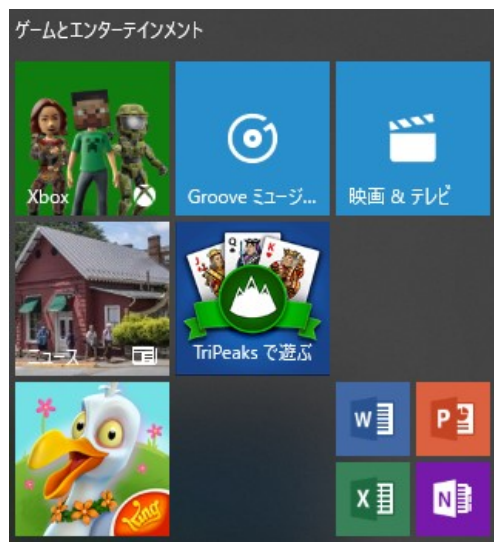 ゲームとエンターテインメント
Xbox
Groove ミュージ...
映画 & テレビ
ニュース
J Q K
TriPeaks で遊ぶ
King
W
P
X
N